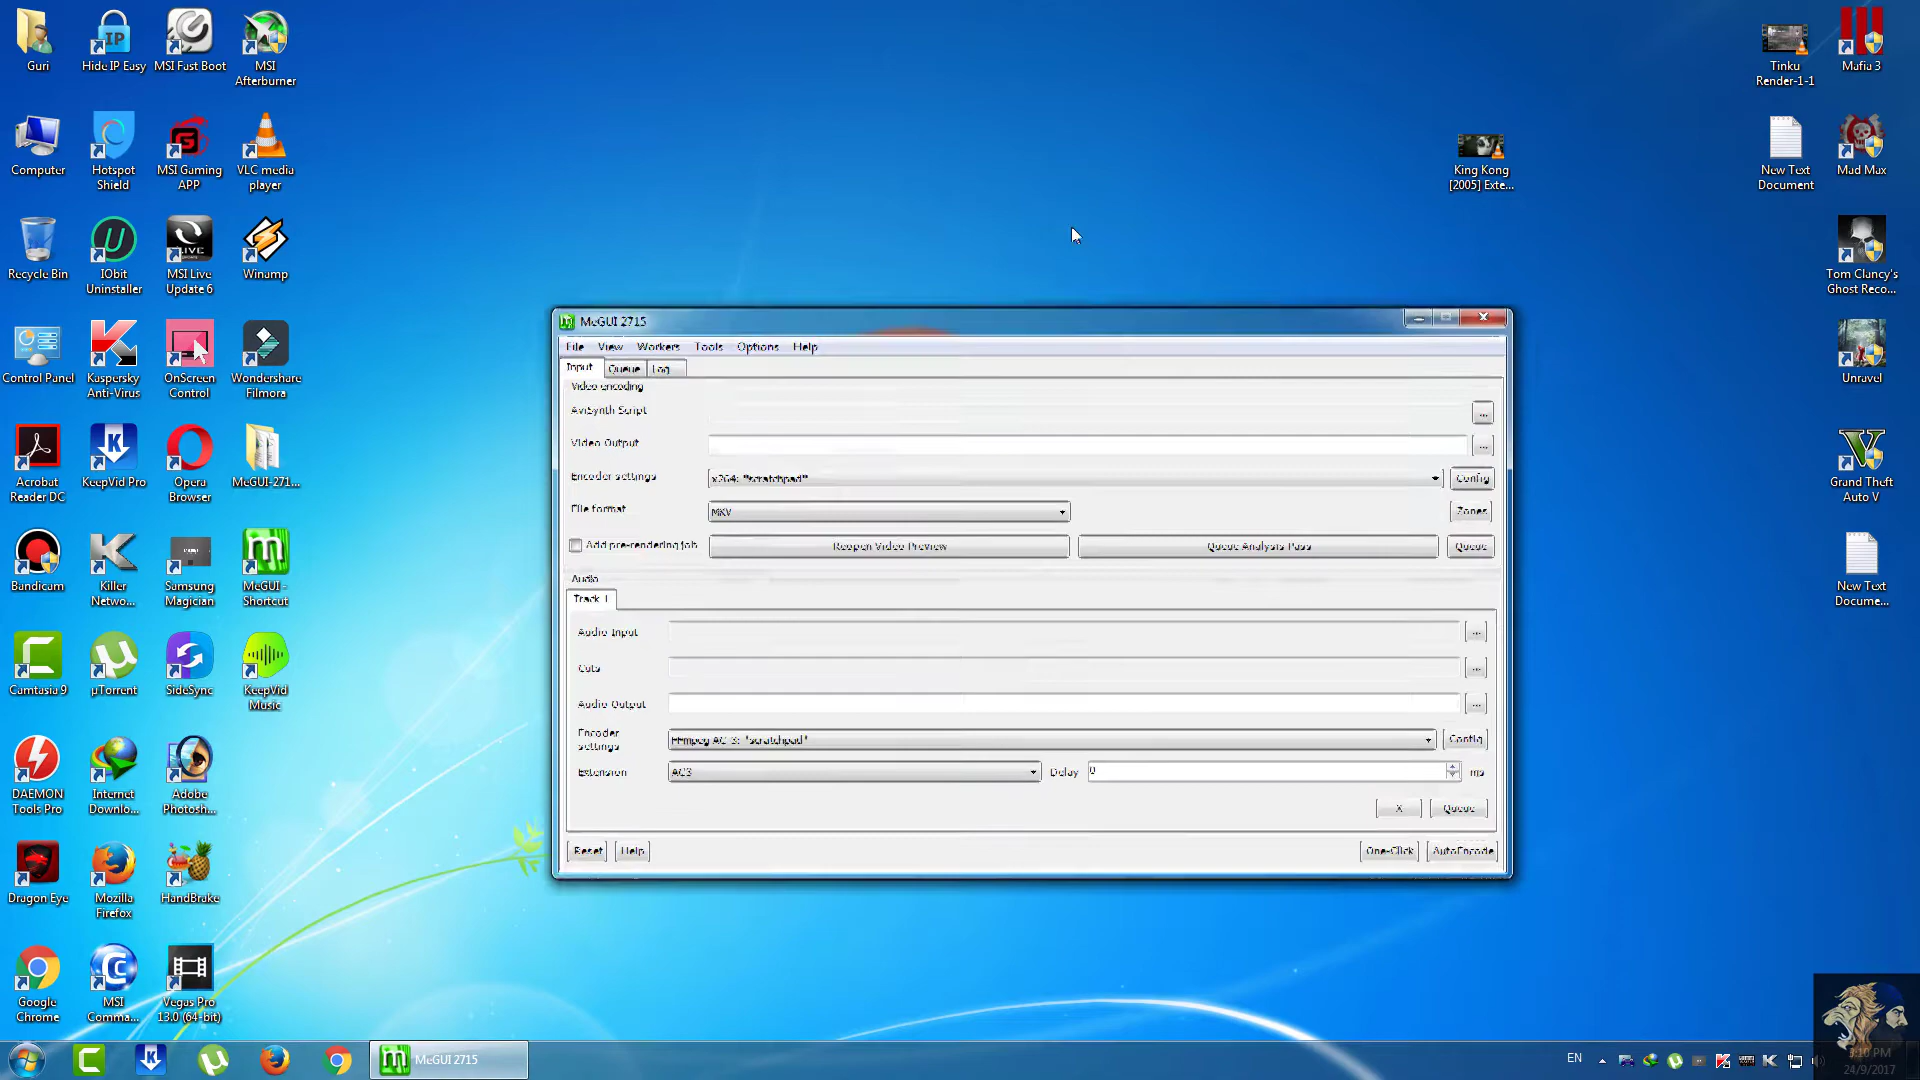 Guri
Hide IP Easy
MSI Fast Boot
MSI
Afterburner
Computer
Hotspot
Shield
MSI Gaming
APP
VLC media
player
Recycle Bin
IObit
Uninstaller
MSI Live
Update 6
Winamp
Control Panel
Kaspersky
Anti-Virus
OnScreen
Control
Wondershare
Filmora
Acrobat
Reader DC
KeepVid Pro
Opera
Browser
MeGUI-271...
Bandicam
Killer
Netwo...
Samsung
Magician
MeGUI -
Shortcut
Camtasia 9
µTorrent
SideSync
KeepVid
Music
DAEMON
Tools Pro
Internet
Downlo...
Adobe
Photosh...
Dragon Eye
Mozilla
Firefox
HandBrake
Google
Chrome
MSI
Comma...
Vegas Pro
13.0 (64-bit)
Tinku
Render-1-1
Mafia 3
King Kong
[2005] Exte...
New Text
Document
Mad Max
Tom Clancy's
Ghost Reco...
Unravel
Grand Theft
Auto V
New Text
Docume...
MeGUI 2715
File View Workers Tools Options Help
Input Queue Log
Video encoding
AviSynth Script ...
Video Output ...
Encoder settings x264: *scratchpad* Config
File format MKV Zones
Add pre-rendering job Reopen Video Preview Queue Analysis Pass Queue
Audio
Track 1
Audio Input ...
Cuts ...
Audio Output ...
Encoder
settings FFmpeg AC-3: *scratchpad* Config
Extension AC3 Delay 0 ms
X Queue
Reset Help One-Click AutoEncode
MeGUI 2715
EN
3:10 PM
24/9/2017